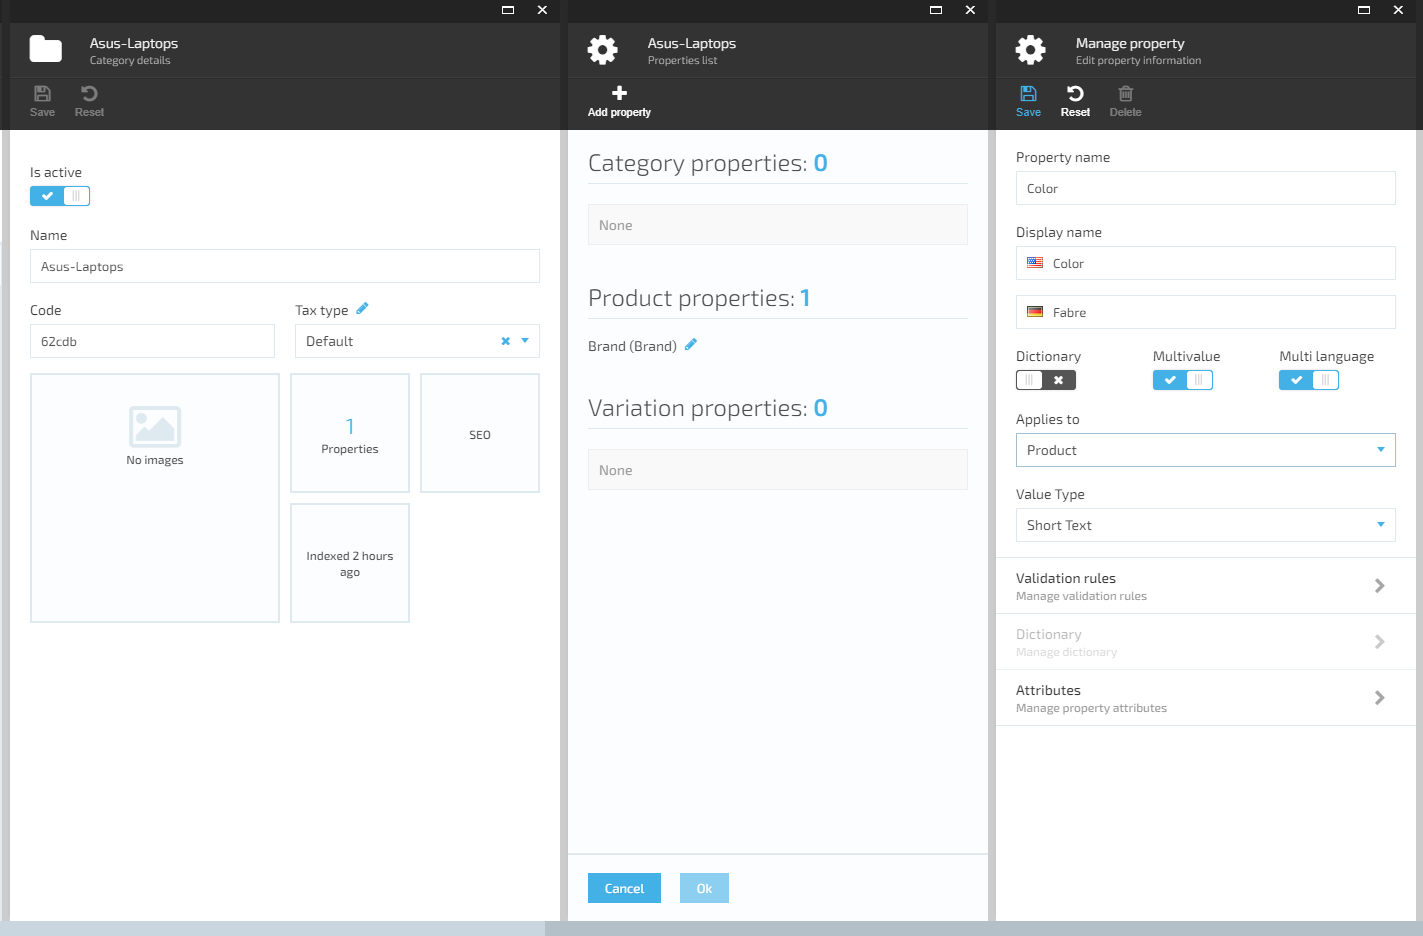 Asus-Laptops
Category details
Save
Reset
Is active
Name
Asus-Laptops
Code
Tax type
62cdb
Default
No images
1
Properties
SEO
Indexed 2 hours
ago
Asus-Laptops
Properties list
Add property
Category properties: 0
None
Product properties: 1
Brand (Brand)
Variation properties: 0
None
Cancel
Ok
Manage property
Edit property information
Save
Reset
Delete
Property name
Color
Display name
Color
Fabre
Dictionary
Multivalue
Multi language
Applies to
Product
Value Type
Short Text
Validation rules
Manage validation rules
Dictionary
Manage dictionary
Attributes
Manage property attributes